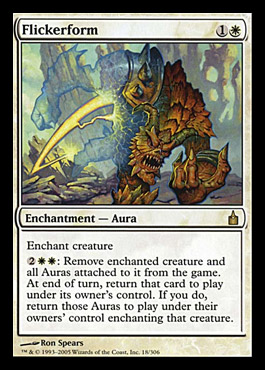 Flickerform 1
Enchantment — Aura
Enchant creature
2: Remove enchanted creature and
all Auras attached to it from the game.
At end of turn, return that card to play
under its owner's control. If you do,
return those Auras to play under their
owners' control enchanting that creature.
Ron Spears
™ & © 1993–2005 Wizards of the Coast, Inc. 18/306